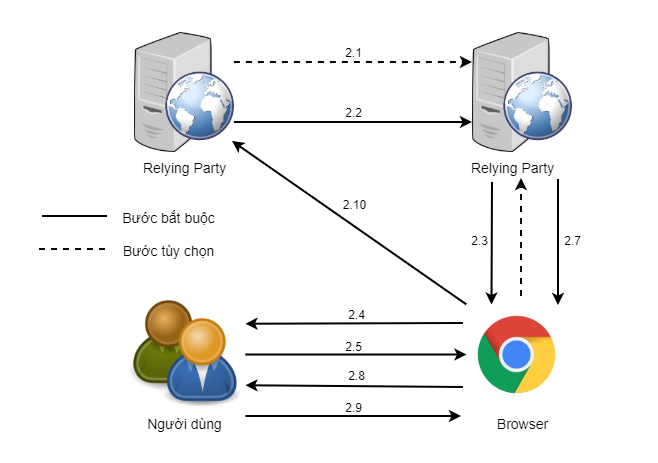 2.1
2.2
Relying Party
Relying Party
2.10
Bước bắt buộc
2.3
2.7
Bước tùy chọn
2.4
2.5
2.8
2.9
Người dùng
Browser